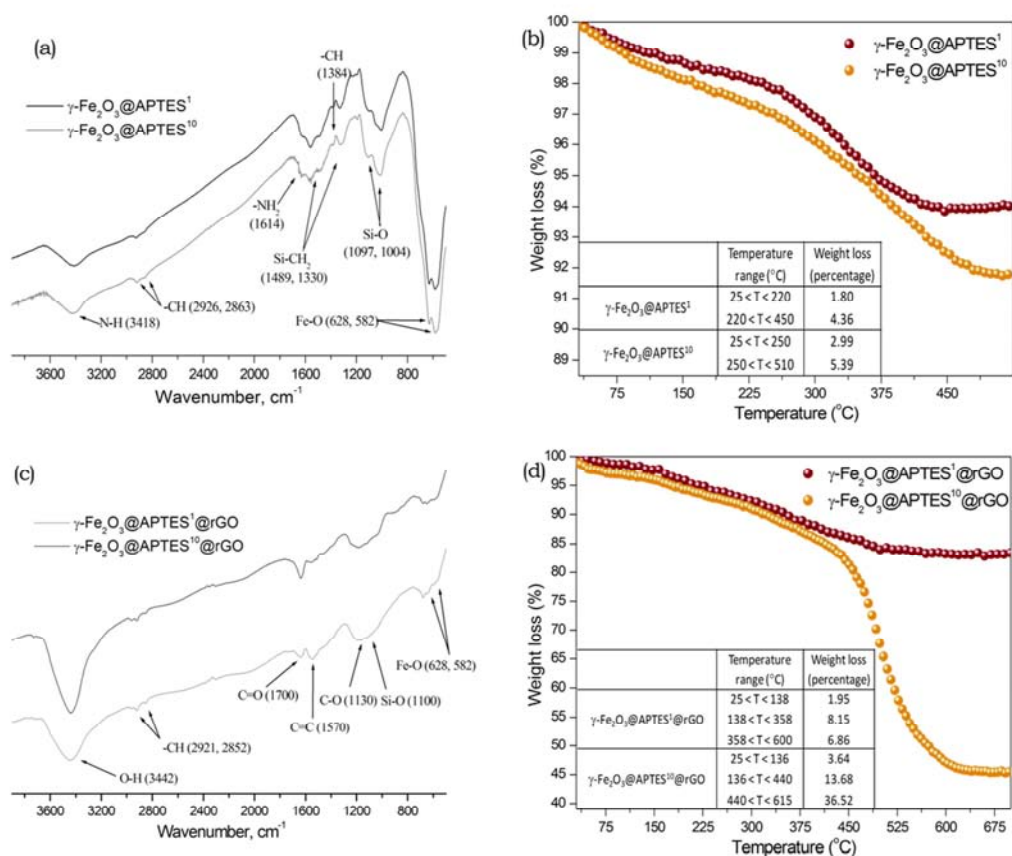 (a)
γ-Fe₂O₃@APTES¹
γ-Fe₂O₃@APTES¹⁰
-CH
(1384)
-NH₂
(1614)
Si-CH₂
(1489, 1330)
Si-O
(1097, 1004)
-CH (2926, 2863)
N-H (3418)
Fe-O (628, 582)
3600 3200 2800 2400 2000 1600 1200 800
Wavenumber, cm⁻¹
(b)
γ-Fe₂O₃@APTES¹
γ-Fe₂O₃@APTES¹⁰
Weight loss (%)
100
99
98
97
96
95
94
93
92
91
90
89
Temperature Weight loss
range (°C) (percentage)
γ-Fe₂O₃@APTES¹
25 < T < 220 1.80
220 < T < 450 4.36
γ-Fe₂O₃@APTES¹⁰
25 < T < 250 2.99
250 < T < 510 5.39
75 150 225 300 375 450
Temperature (°C)
(c)
γ-Fe₂O₃@APTES¹@rGO
γ-Fe₂O₃@APTES¹⁰@rGO
Fe-O (628, 582)
C=O (1700)
C-O (1130)
Si-O (1100)
C=C (1570)
-CH (2921, 2852)
O-H (3442)
3600 3200 2800 2400 2000 1600 1200 800
Wavenumber, cm⁻¹
(d)
γ-Fe₂O₃@APTES¹@rGO
γ-Fe₂O₃@APTES¹⁰@rGO
Weight loss (%)
100
95
90
85
80
75
70
65
60
55
50
45
40
Temperature Weight loss
range (°C) (percentage)
γ-Fe₂O₃@APTES¹@rGO
25 < T < 138 1.95
138 < T < 358 8.15
358 < T < 600 6.86
γ-Fe₂O₃@APTES¹⁰@rGO
25 < T < 136 3.64
136 < T < 440 13.68
440 < T < 615 36.52
75 150 225 300 375 450 525 600 675
Temperature (°C)